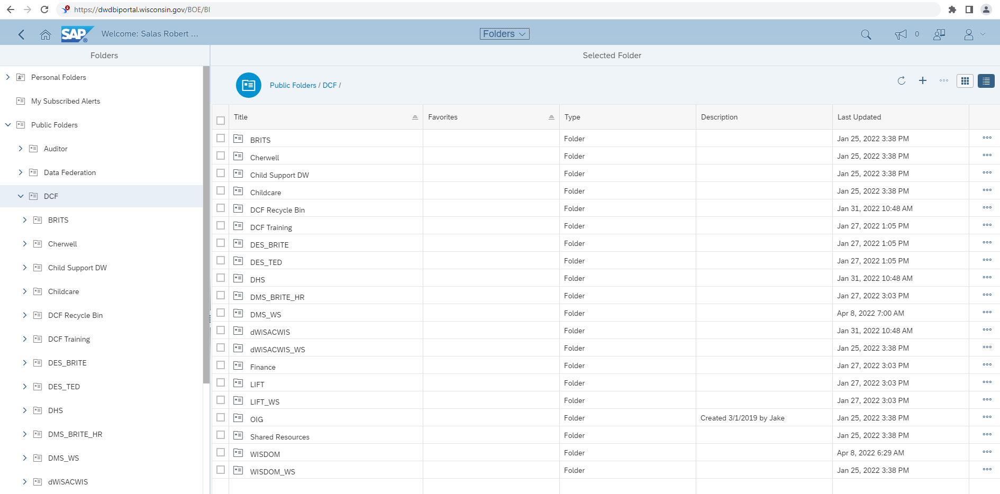 https://dwdbiportal.wisconsin.gov/BOE/BI
SAP® Welcome: Salas Robert ... Folders 0
Folders
Personal Folders
My Subscribed Alerts
Public Folders
Auditor
Data Federation
DCF
BRITS
Cherwell
Child Support DW
Childcare
DCF Recycle Bin
DCF Training
DES_BRITE
DES_TED
DHS
DMS_BRITE_HR
DMS_WS
dWiSACWIS
Selected Folder
Public Folders / DCF /
Title Favorites Type Description Last Updated
BRITS Folder Jan 25, 2022 3:38 PM
Cherwell Folder Jan 25, 2022 3:38 PM
Child Support DW Folder Jan 25, 2022 3:38 PM
Childcare Folder Jan 25, 2022 3:38 PM
DCF Recycle Bin Folder Jan 31, 2022 10:48 AM
DCF Training Folder Jan 27, 2022 1:05 PM
DES_BRITE Folder Jan 27, 2022 1:05 PM
DES_TED Folder Jan 27, 2022 1:05 PM
DHS Folder Jan 31, 2022 10:48 AM
DMS_BRITE_HR Folder Jan 27, 2022 3:03 PM
DMS_WS Folder Apr 8, 2022 7:00 AM
dWiSACWIS Folder Jan 31, 2022 10:48 AM
dWiSACWIS_WS Folder Jan 25, 2022 3:38 PM
Finance Folder Jan 27, 2022 3:03 PM
LIFT Folder Jan 27, 2022 3:03 PM
LIFT_WS Folder Jan 27, 2022 3:03 PM
OIG Folder Created 3/1/2019 by Jake Jan 25, 2022 3:38 PM
Shared Resources Folder Jan 25, 2022 3:38 PM
WISDOM Folder Apr 8, 2022 6:29 AM
WISDOM_WS Folder Jan 25, 2022 3:38 PM